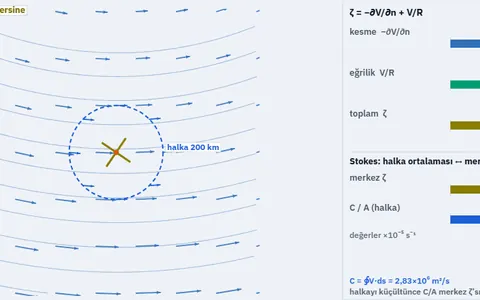 ersine
halka 200 km
ζ = −∂V/∂n + V/R
kesme −∂V/∂n
eğrilik V/R
toplam ζ
Stokes: halka ortalaması ↔ mer
merkez ζ
C / A (halka)
değerler ×10⁻⁵ s⁻¹
C = ∮V·ds = 2,83×10⁶ m²/s
halkayı küçültünce C/A merkez ζ'sı